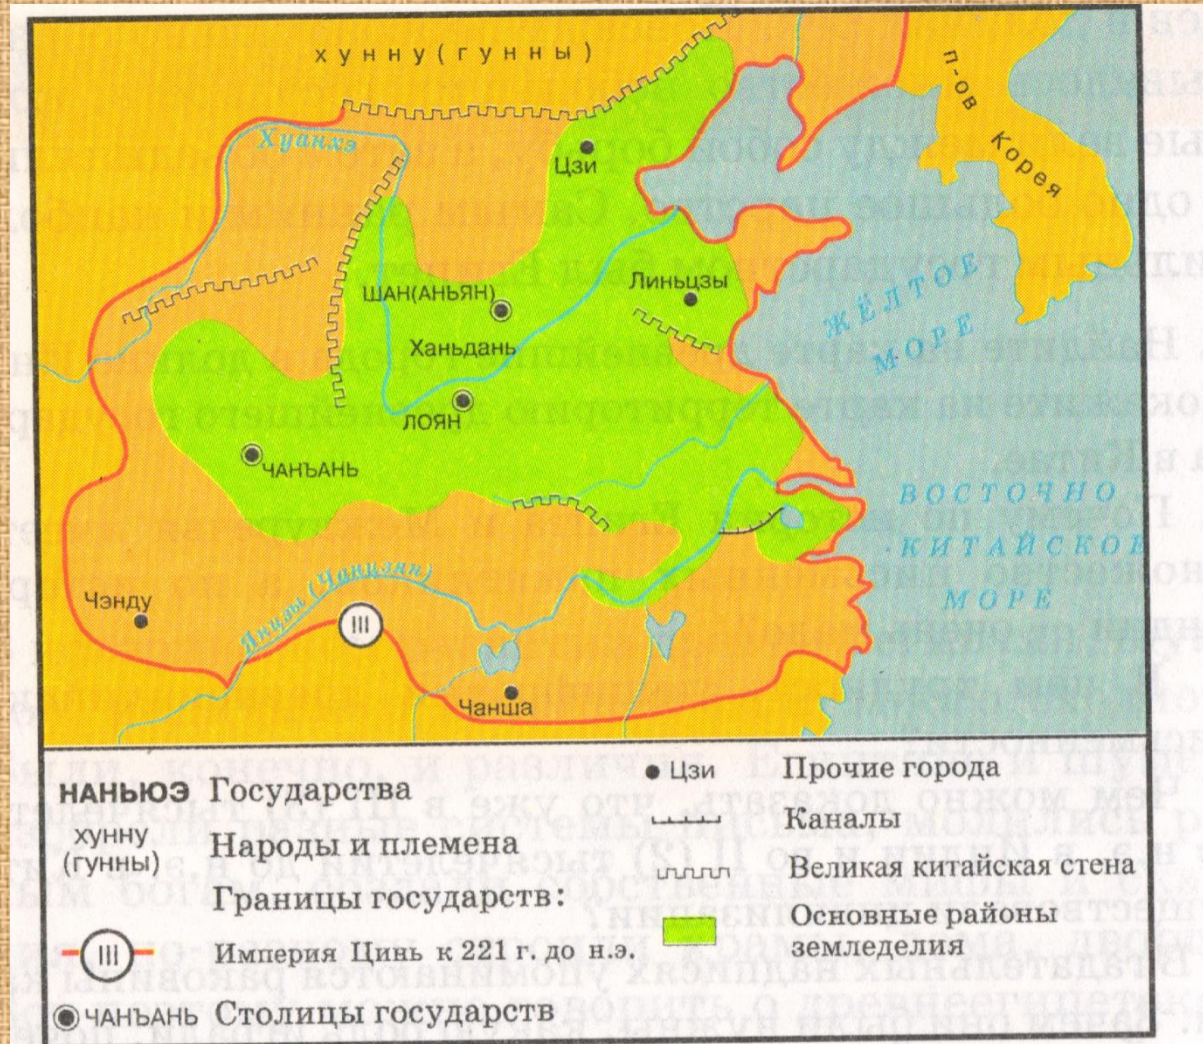 хунну (гунны)
п-ов Корея
Хуанхэ
Цзи
ШАН(АНЬЯН)
Линьцзы
Ханьдань
ЖЁЛТОЕ
МОРЕ
ЛОЯН
ЧАНЪАНЬ
ВОСТОЧНО
-КИТАЙСКОЕ
МОРЕ
Янцзы (Чанцзян)
Чэнду
III
Чанша
НАНЬЮЭ Государства
хунну
(гунны) Народы и племена
Границы государств:
III Империя Цинь к 221 г. до н.э.
ЧАНЪАНЬ Столицы государств
Цзи Прочие города
Каналы
Великая китайская стена
Основные районы
земледелия